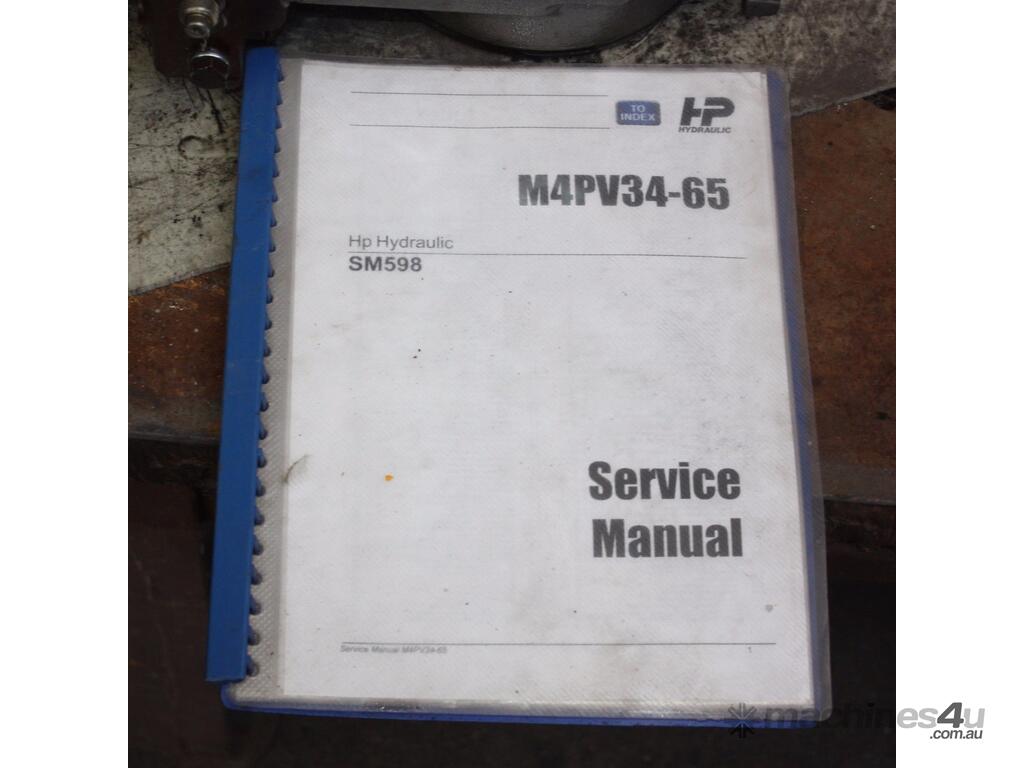 TO
INDEX
HP
HYDRAULIC
M4PV34-65
Hp Hydraulic
SM598
Service
Manual
Service Manual M4PV34-65
1
machines4u
.com.au